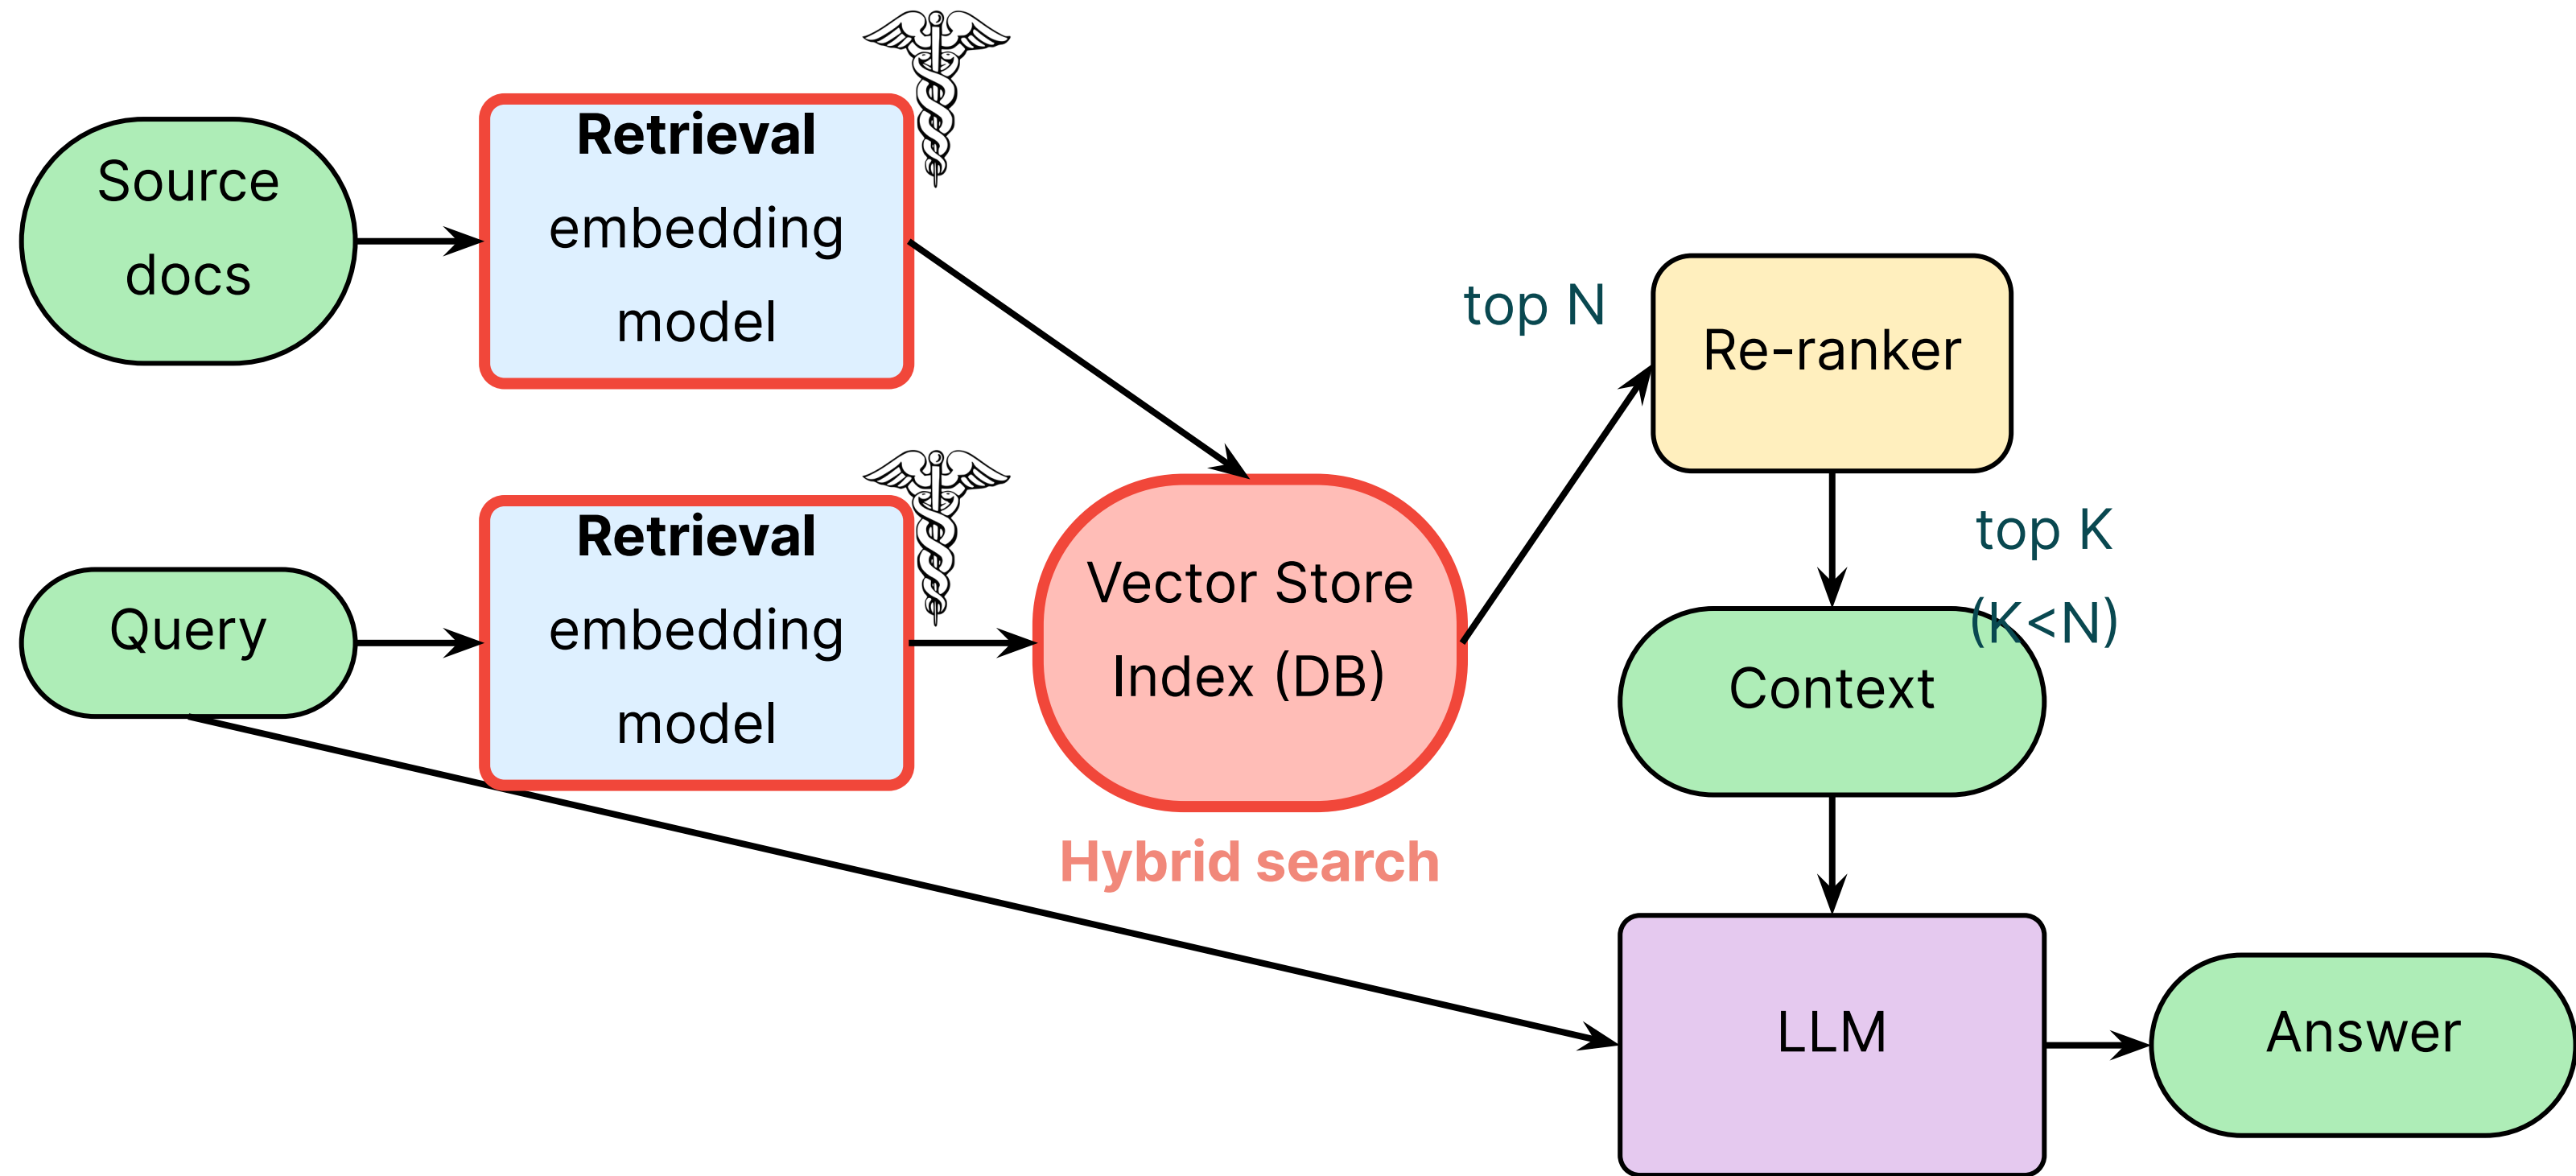 Source
docs
Retrieval
embedding
model
Query
Retrieval
embedding
model
Vector Store
Index (DB)
Hybrid search
top N
Re-ranker
top K
(K<N)
Context
LLM
Answer